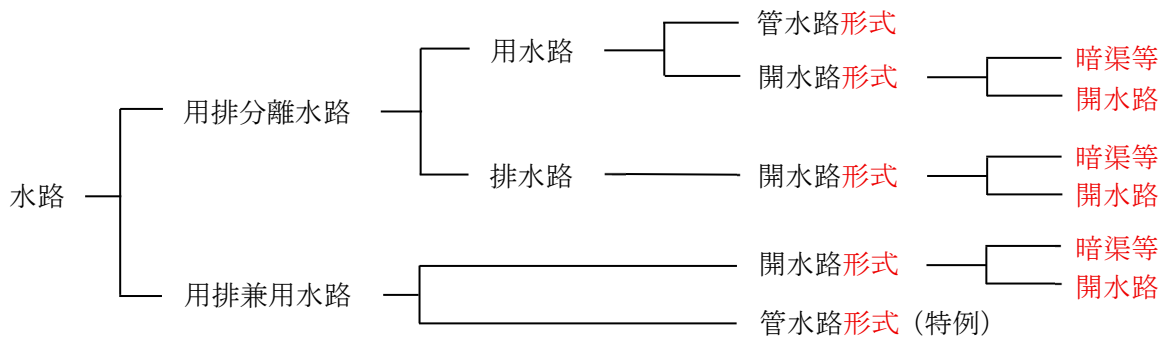 管水路形式
用水路
開水路形式
暗渠等
開水路
用排分離水路
排水路
開水路形式
暗渠等
開水路
水路
用排兼用水路
開水路形式
暗渠等
開水路
管水路形式（特例）